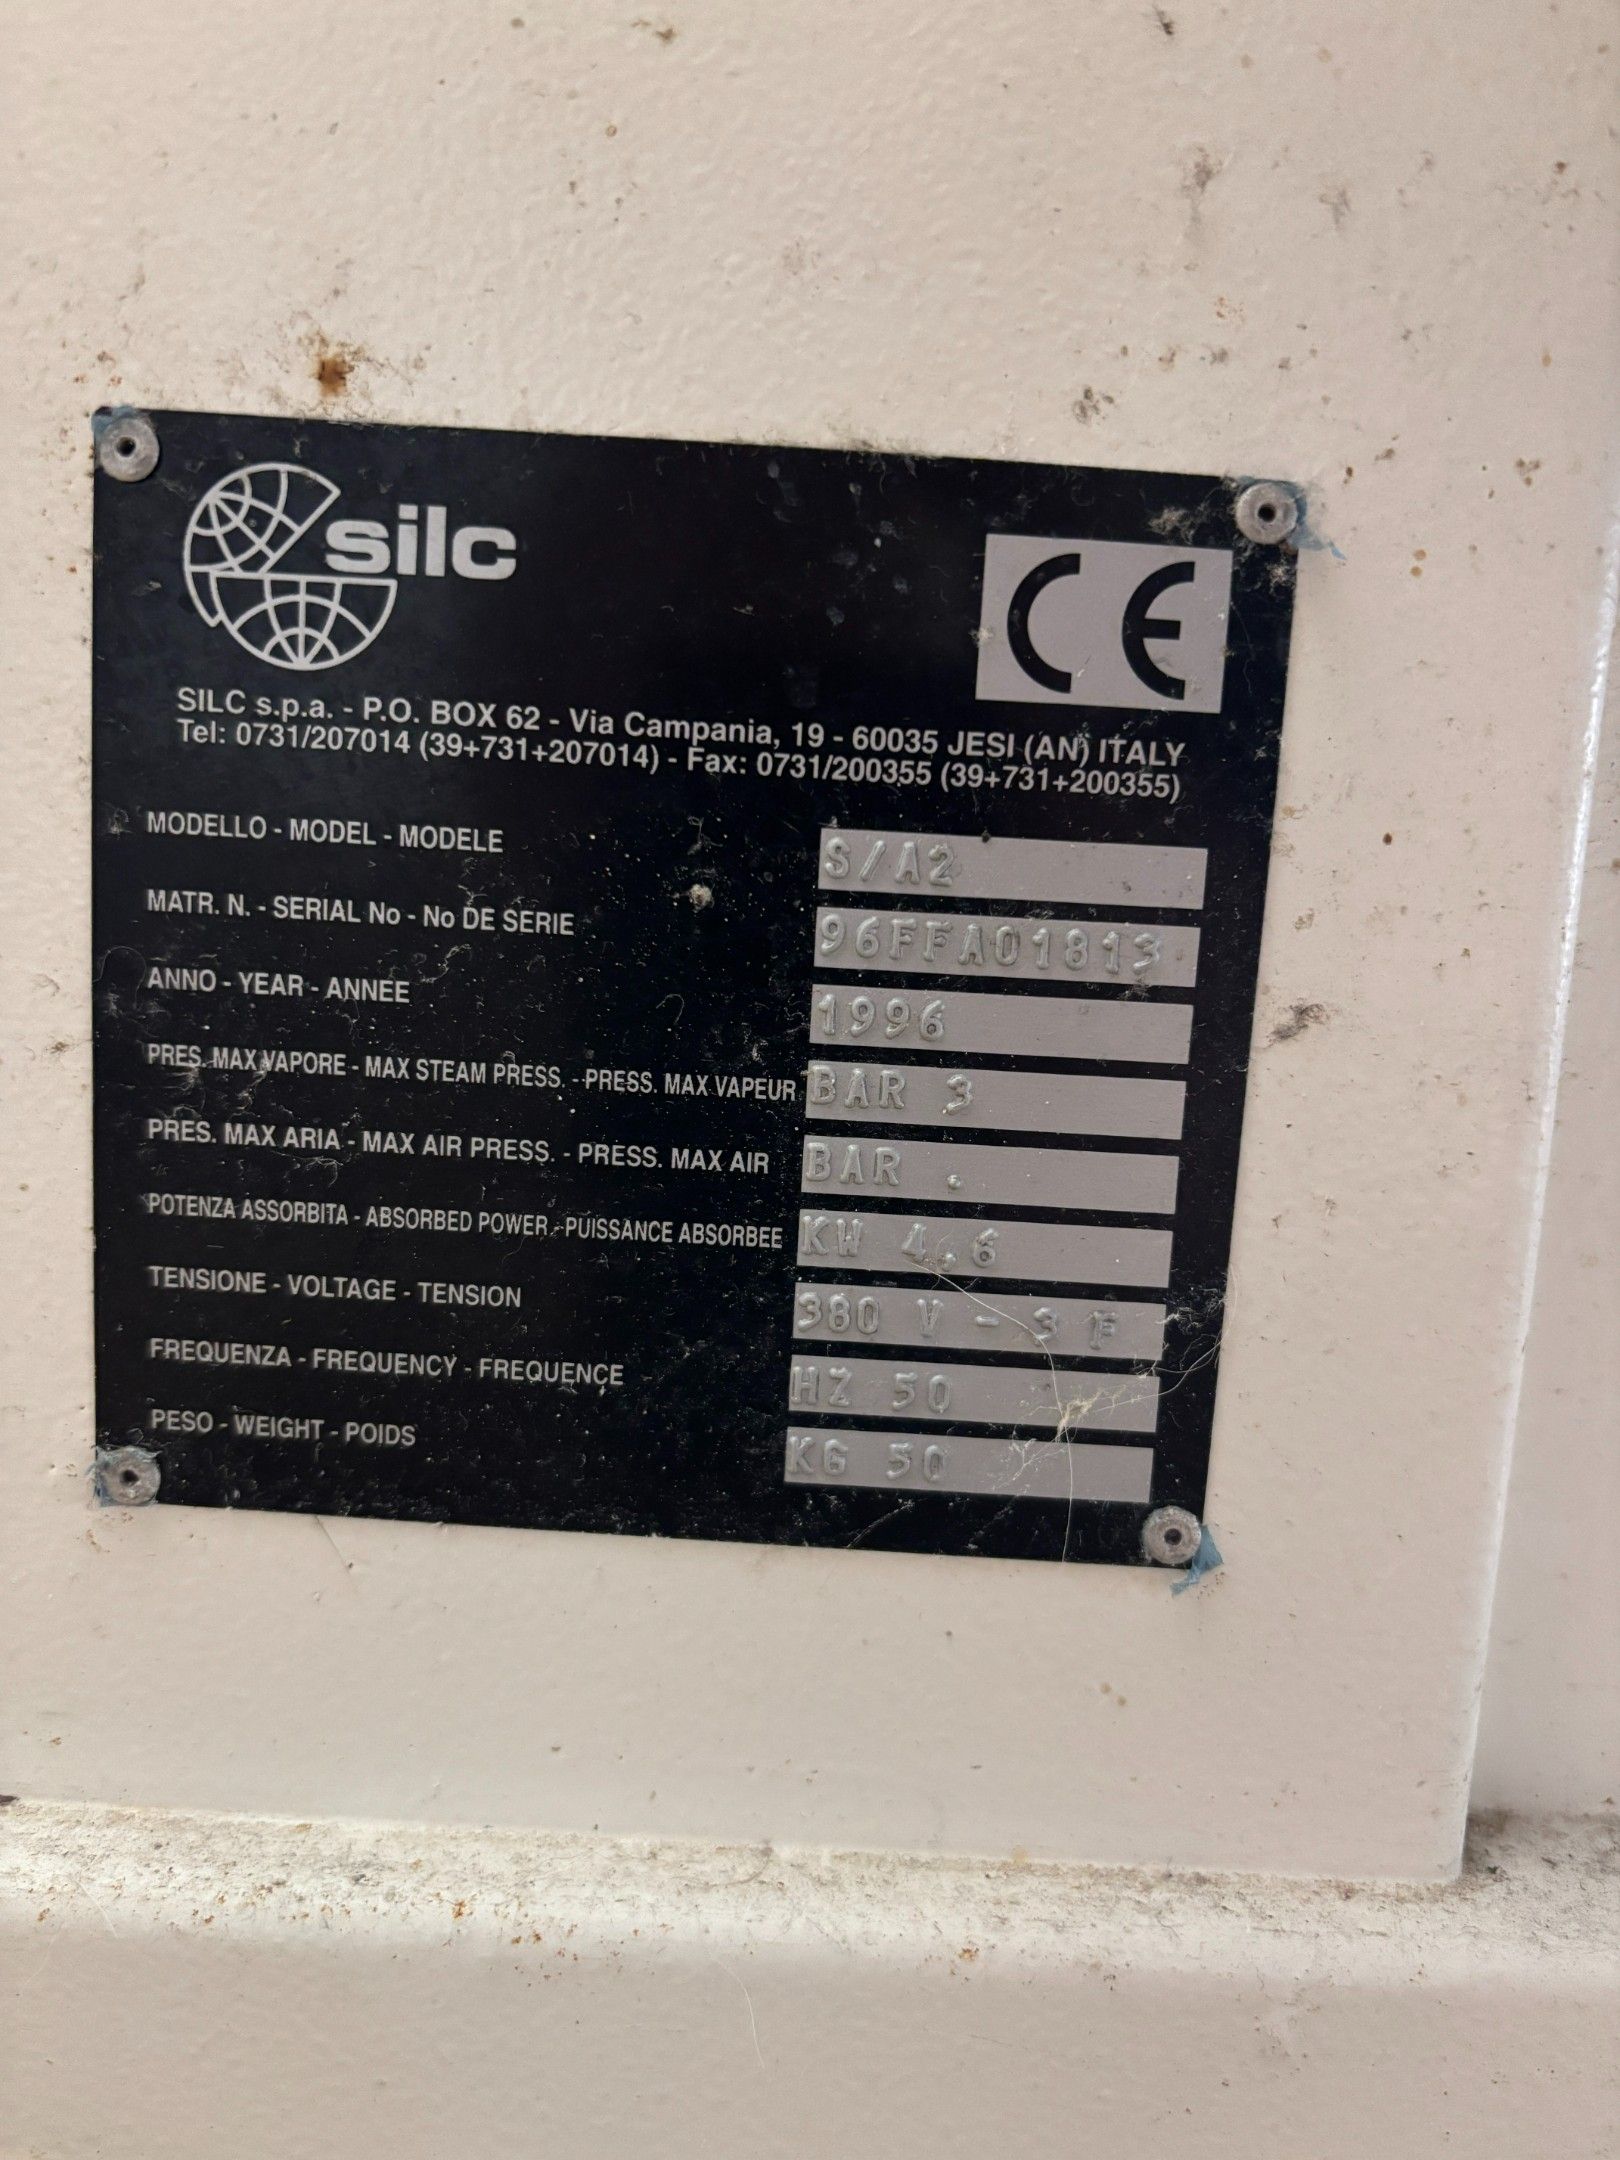 silc
CE
SILC s.p.a. - P.O. BOX 62 - Via Campania, 19 - 60035 JESI (AN) ITALY
Tel: 0731/207014 (39+731+207014) - Fax: 0731/200355 (39+731+200355)
MODELLO - MODEL - MODELE S/A2
MATR. N. - SERIAL No - No DE SERIE 96FFA01813
ANNO - YEAR - ANNEE 1996
PRES. MAX VAPORE - MAX STEAM PRESS. - PRESS. MAX VAPEUR BAR 3
PRES. MAX ARIA - MAX AIR PRESS. - PRESS. MAX AIR BAR .
POTENZA ASSORBITA - ABSORBED POWER - PUISSANCE ABSORBEE KW 4,6
TENSIONE - VOLTAGE - TENSION 380 V - 3 F
FREQUENZA - FREQUENCY - FREQUENCE HZ 50
PESO - WEIGHT - POIDS KG 50